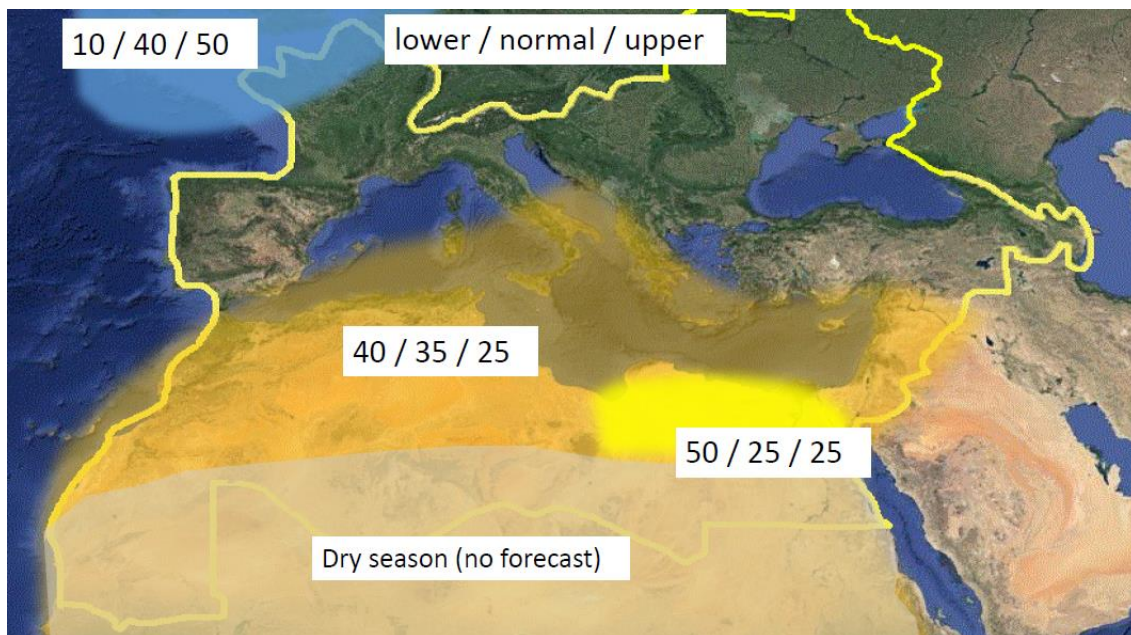 10 / 40 / 50
lower / normal / upper
40 / 35 / 25
50 / 25 / 25
Dry season (no forecast)